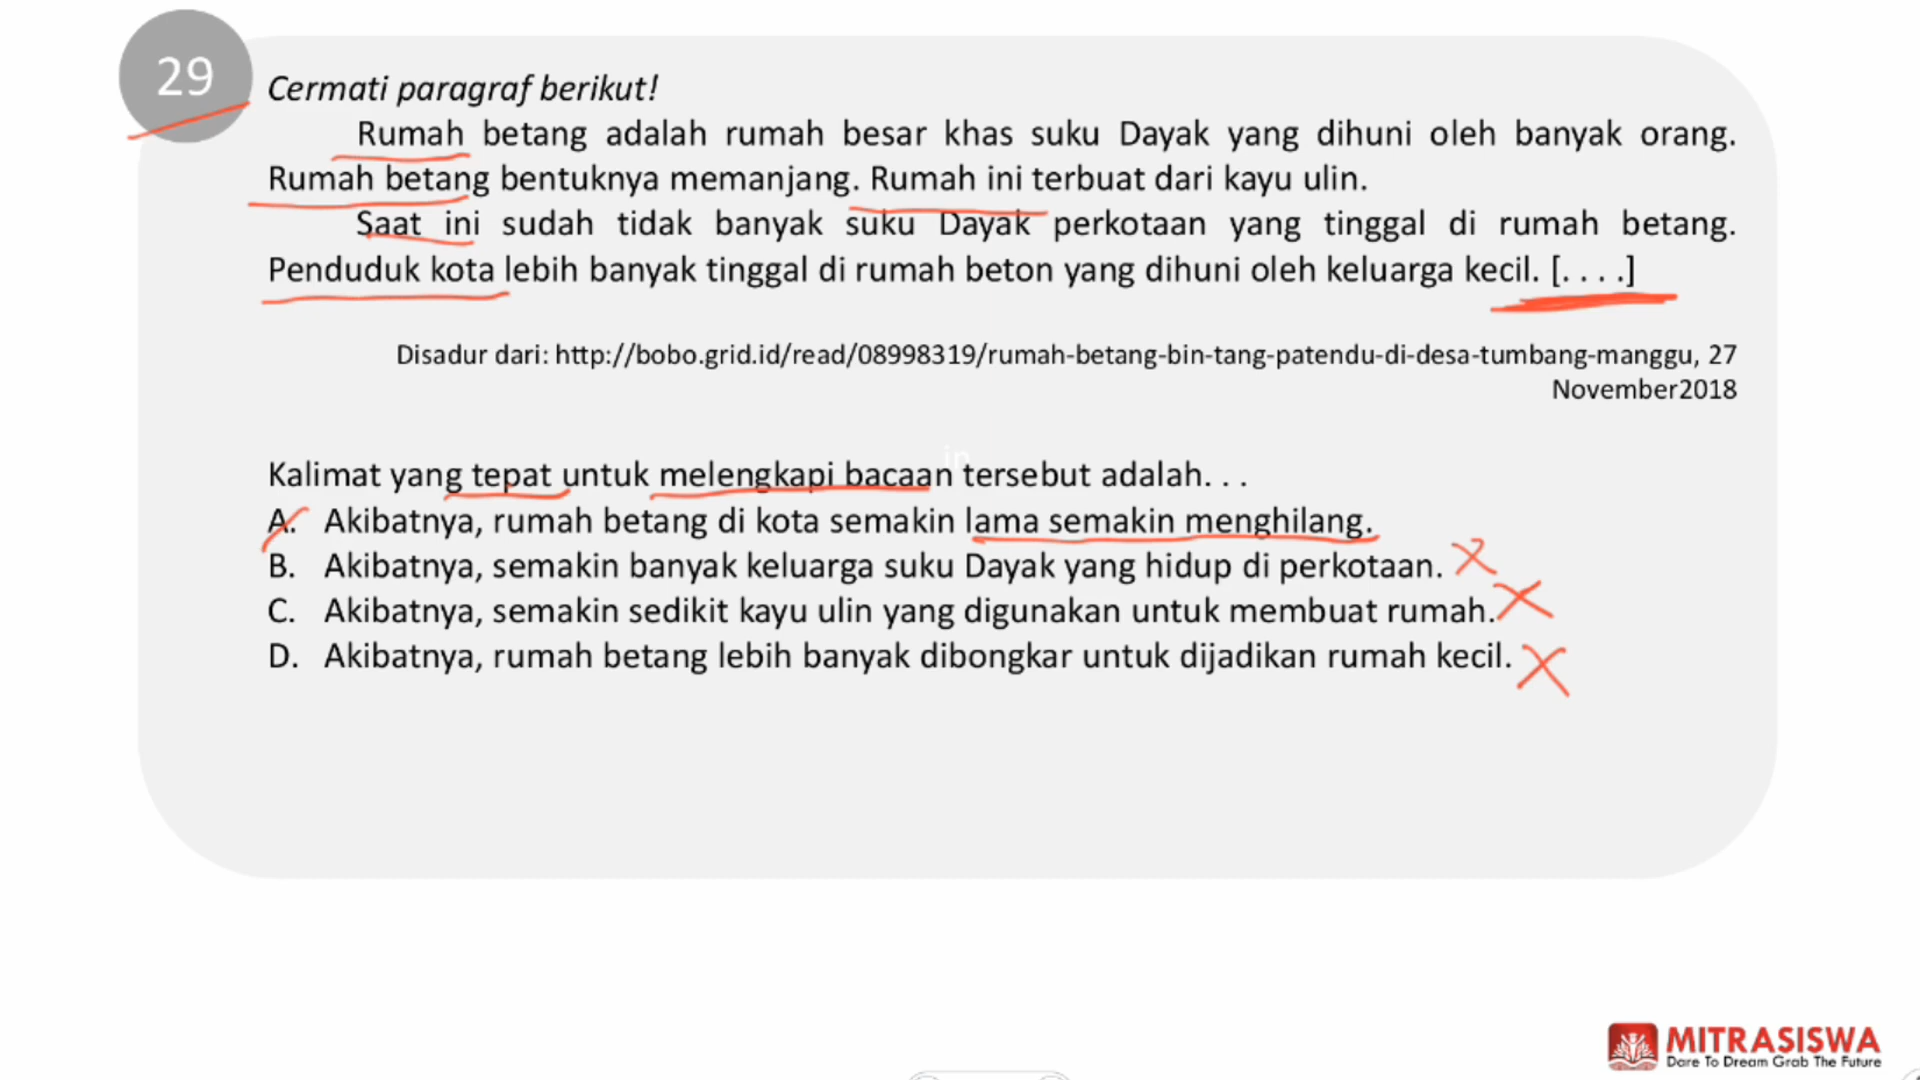 29
Cermati paragraf berikut!
Rumah betang adalah rumah besar khas suku Dayak yang dihuni oleh banyak orang.
Rumah betang bentuknya memanjang. Rumah ini terbuat dari kayu ulin.
Saat ini sudah tidak banyak suku Dayak perkotaan yang tinggal di rumah betang.
Penduduk kota lebih banyak tinggal di rumah beton yang dihuni oleh keluarga kecil. [. . . .]
Disadur dari: http://bobo.grid.id/read/08998319/rumah-betang-bin-tang-patendu-di-desa-tumbang-manggu, 27
November2018
in
Kalimat yang tepat untuk melengkapi bacaan tersebut adalah. . .
A. Akibatnya, rumah betang di kota semakin lama semakin menghilang.
B. Akibatnya, semakin banyak keluarga suku Dayak yang hidup di perkotaan.
C. Akibatnya, semakin sedikit kayu ulin yang digunakan untuk membuat rumah.
D. Akibatnya, rumah betang lebih banyak dibongkar untuk dijadikan rumah kecil.
MITRASISWA
Dare To Dream Grab The Future